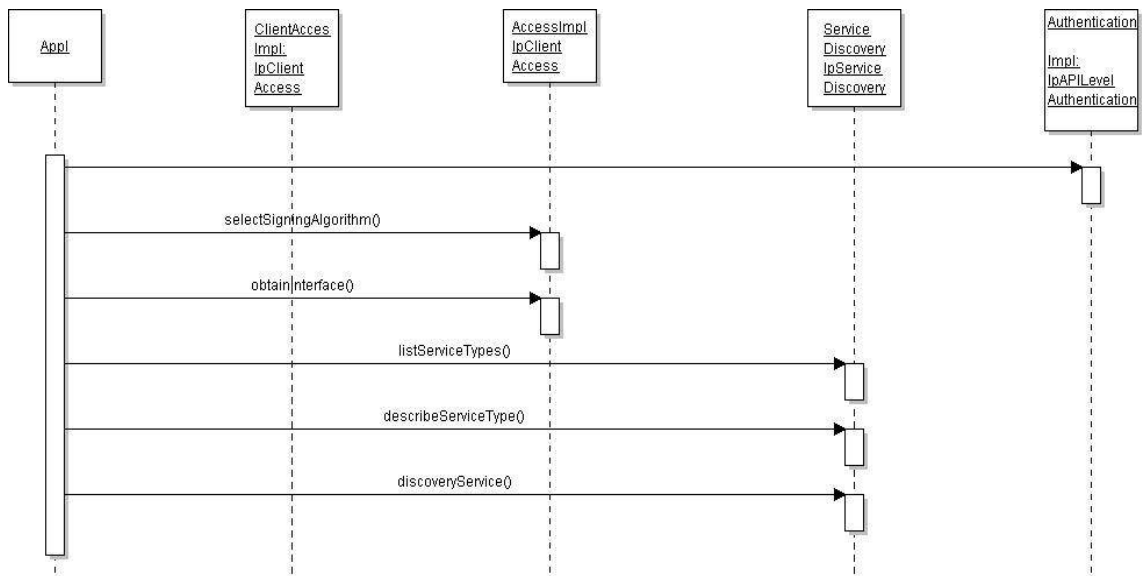 Appl
ClientAcces
Impl:
IpClient
Access
AccessImpl
IpClient
Access
Service
Discovery
IpService
Discovery
Authentication
Impl:
IpAPILevel
Authentication
selectSigningAlgorithm()
obtainInterface()
listServiceTypes()
describeServiceType()
discoveryService()